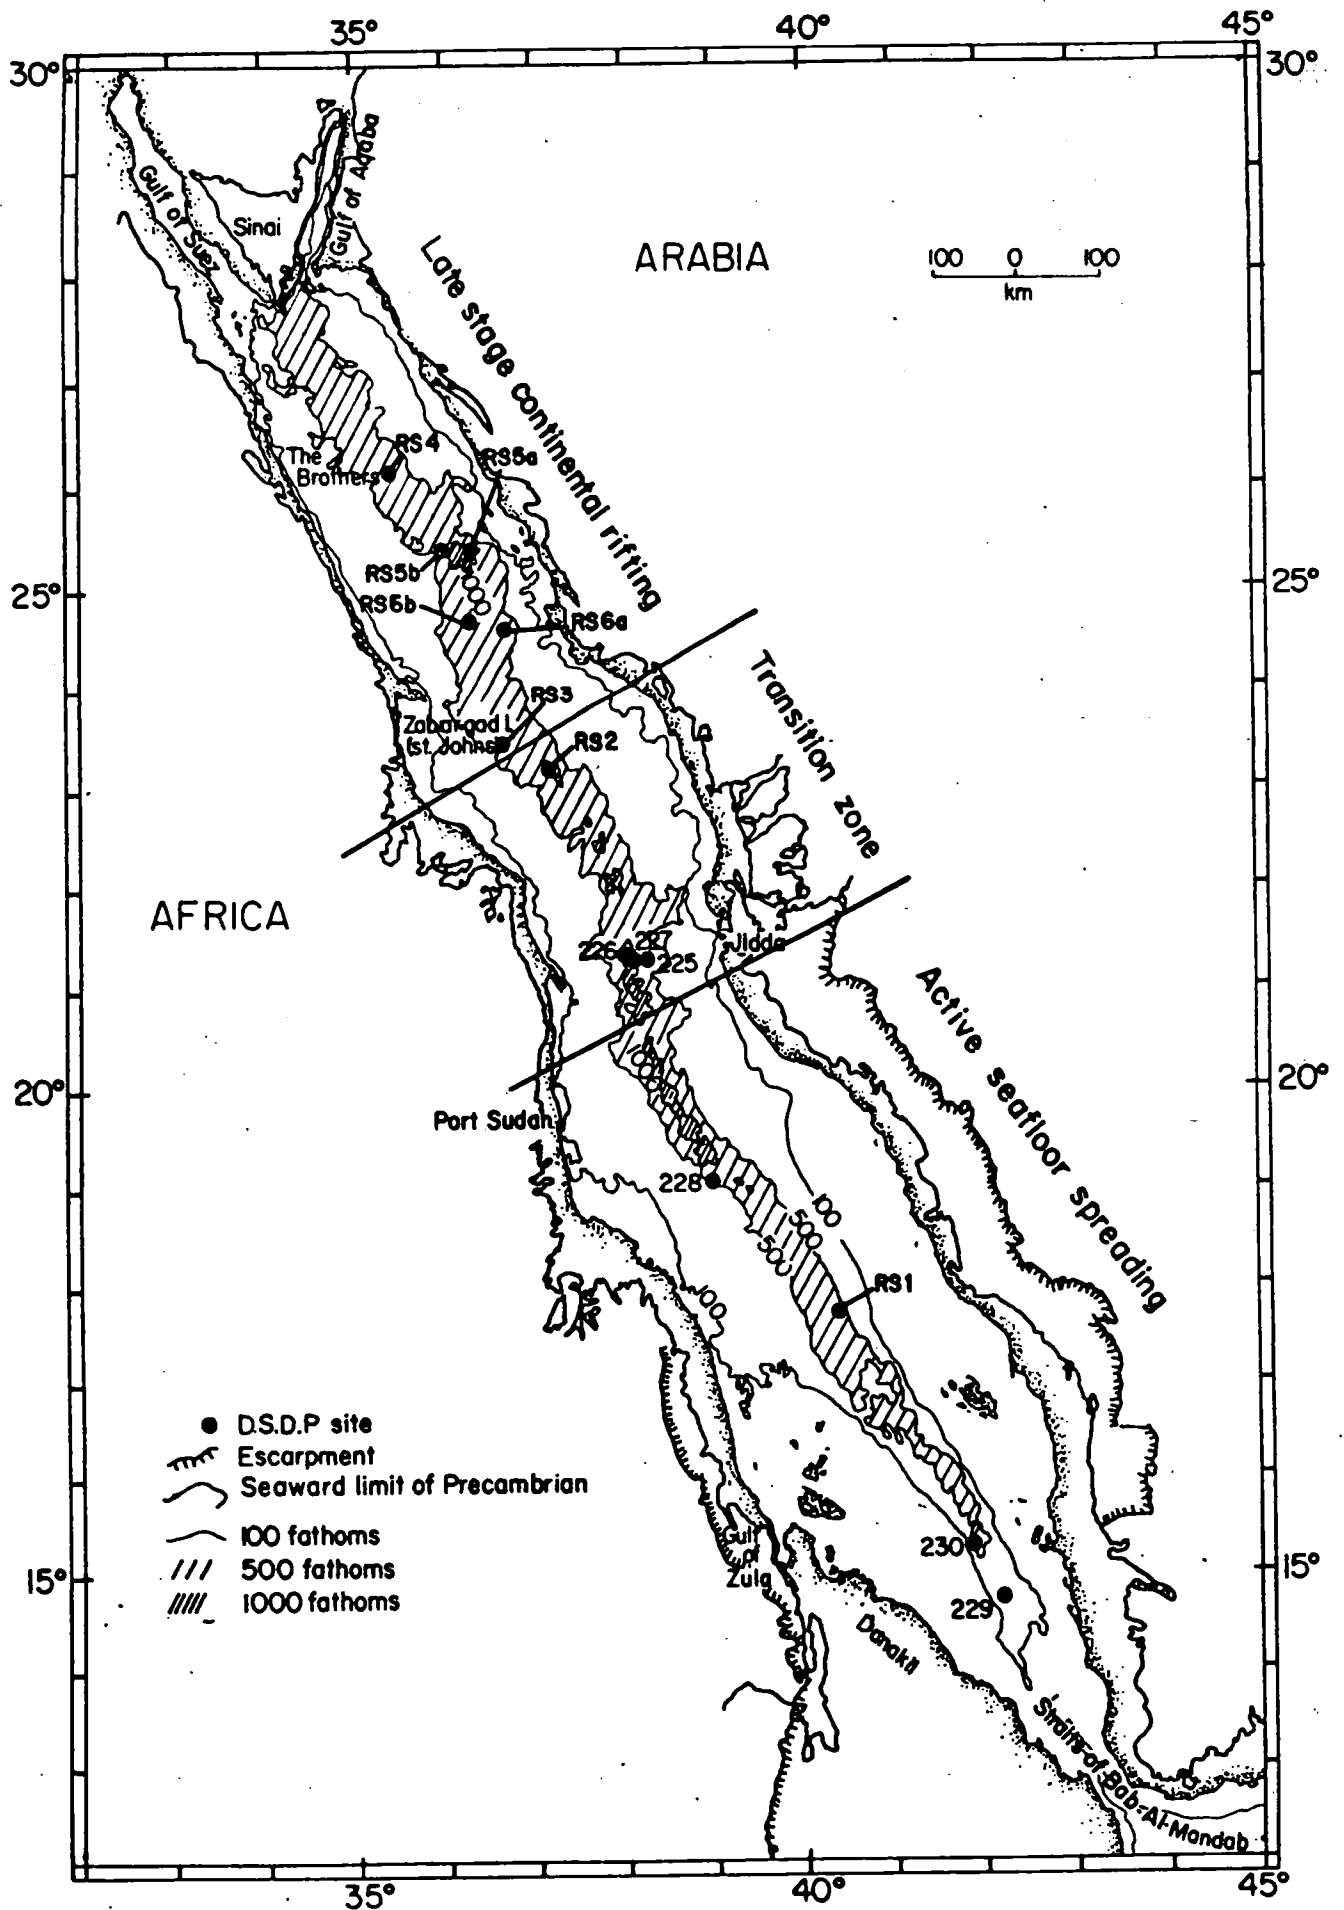 35°
40°
45°
30°
30°
Gulf of Suez
Sinai
Gulf of Aqaba
ARABIA
100 0 100
km
Late stage continental rifting
The
Brothers
RS4
RS5a
RS5b
1000
RS6b
RS6a
25°
25°
RS3
Zabargad I.
(st. Johns)
RS2
Transition zone
AFRICA
226
227
225
Jidda
Active seafloor spreading
1000
20°
20°
Port Sudan
228
100
500
500
100
RS1
D.S.D.P site
Escarpment
Seaward limit of Precambrian
100 fathoms
500 fathoms
1000 fathoms
Gulf
of
Zula
230
229
15°
15°
Danakil
Straits-of-Bab-Al-Mandab
35°
40°
45°